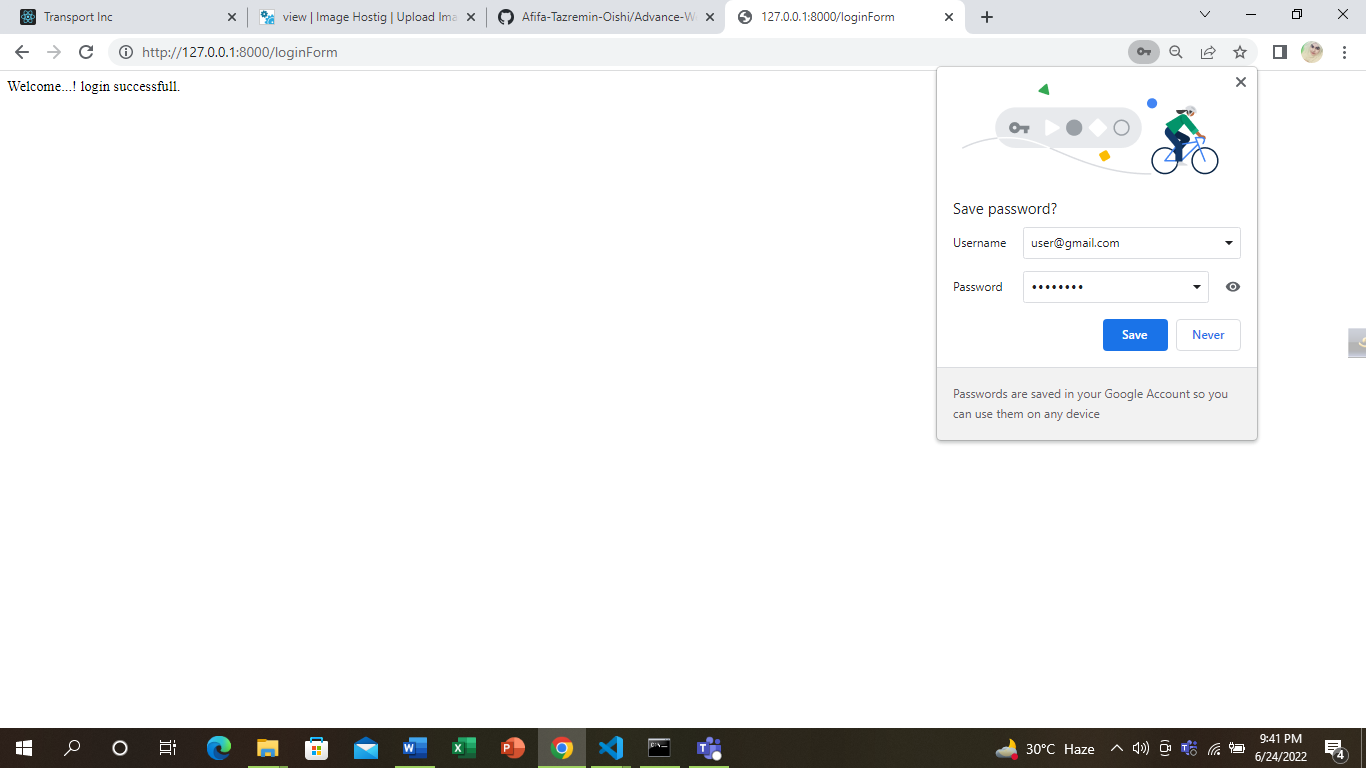 Transport Inc
view | Image Hostig | Upload Ima
Afifa-Tazremin-Oishi/Advance-We
127.0.0.1:8000/loginForm
http://127.0.0.1:8000/loginForm
Welcome...! login successfull.
Save password?
Username
user@gmail.com
Password
••••••••
Save
Never
Passwords are saved in your Google Account so you
can use them on any device
30°C Haze
9:41 PM
6/24/2022
4